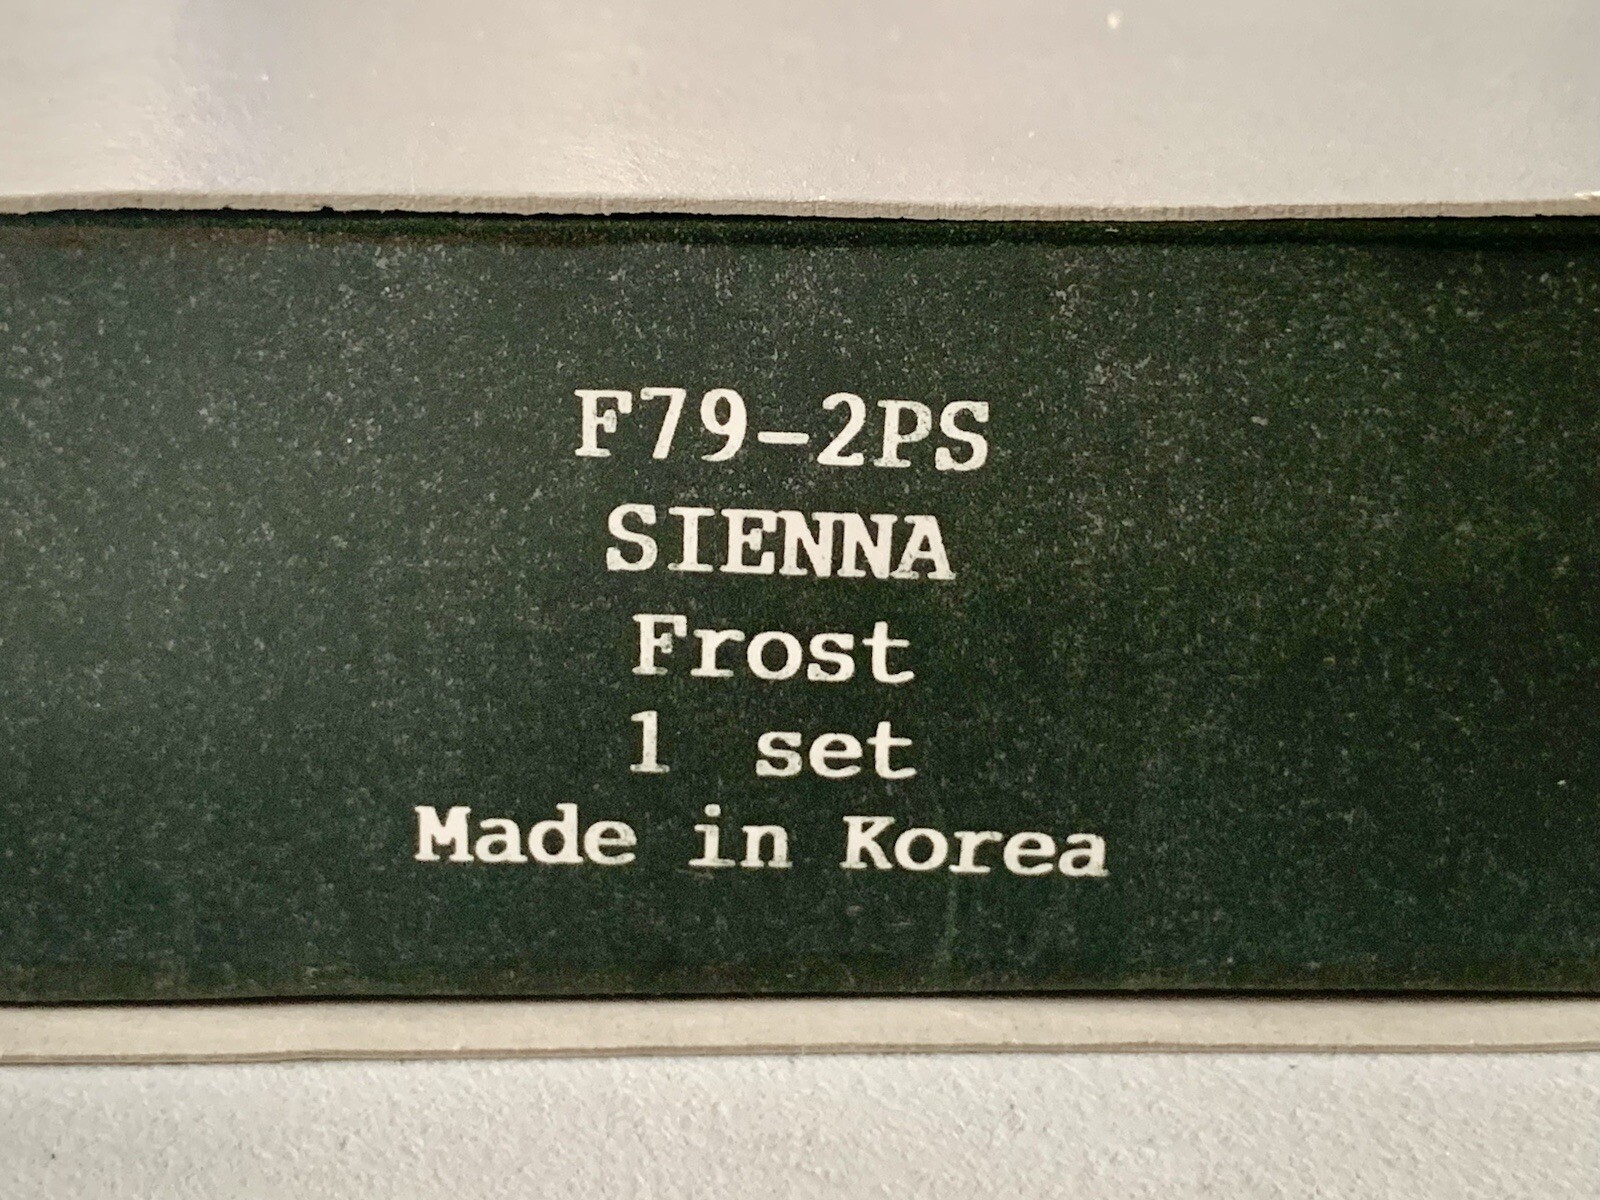 F79-2PS
SIENNA
Frost
1 set
Made in Korea